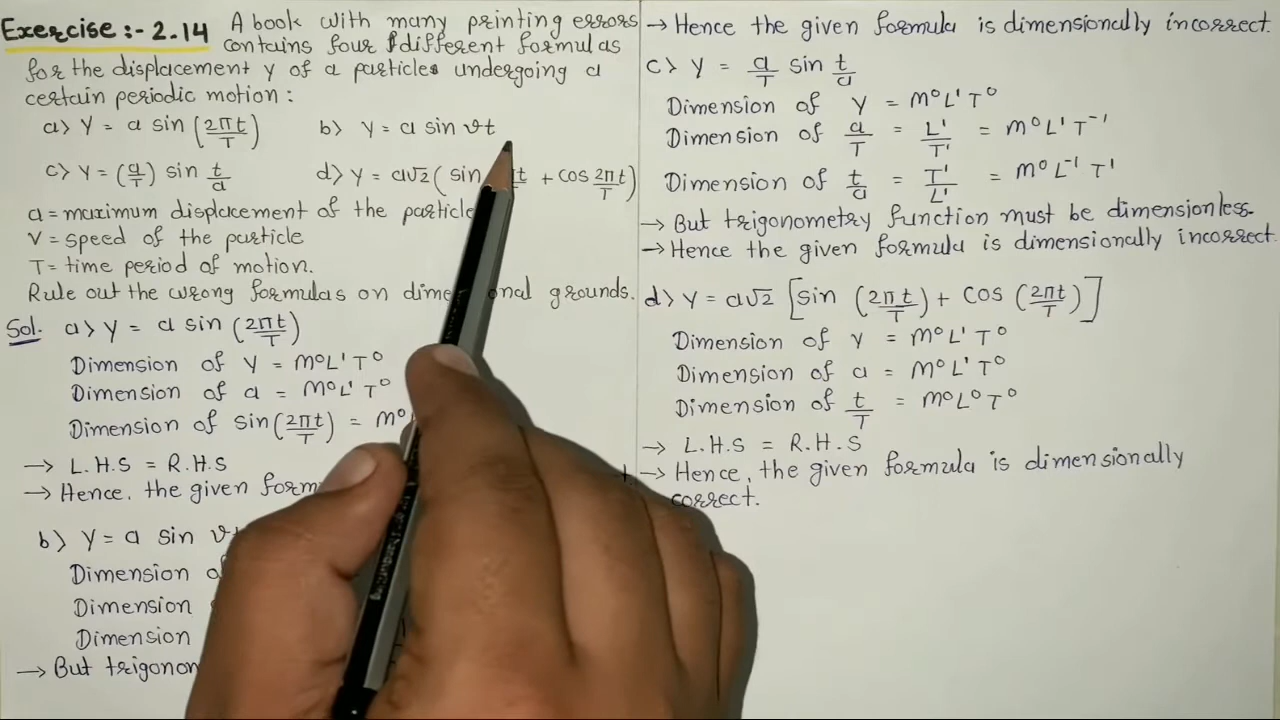 Exercise:- 2.14 A book with many printing errors
contains four different formulas
for the displacement y of a particles undergoing a
certain periodic motion :
a) Y = a sin (2πt/T) b) Y = a sin vt
c) Y = (a/T) sin t/a d) Y = a√2 (sin t + cos 2πt/T)
a = maximum displacement of the particle
V = speed of the particle
T = time period of motion.
Rule out the wrong formulas on grounds.
Sol. a) y = a sin (2πt/T)
Dimension of Y = M⁰L¹T⁰
Dimension of a = M⁰L¹T⁰
Dimension of sin(2πt/T) = M⁰
→ L.H.S = R.H.S
→ Hence, the given
b) Y = a sin
Dimension
Dimension
Dimension
→ But
→ Hence the given formula is dimensionally incorrect.
c) Y = a/T sin t/a
Dimension of Y = M⁰L¹T⁰
Dimension of a/T = L¹/T¹ = M⁰L¹T⁻¹
Dimension of t/a = T¹/L¹ = M⁰L⁻¹T¹
→ But trigonometry function must be dimensionless.
→ Hence the given formula is dimensionally incorrect.
d) Y = a√2 [sin (2πt/T) + cos (2πt/T)]
Dimension of Y = M⁰L¹T⁰
Dimension of a = M⁰L¹T⁰
Dimension of t/T = M⁰L⁰T⁰
→ L.H.S = R.H.S
→ Hence, the given formula is dimensionally
correct.